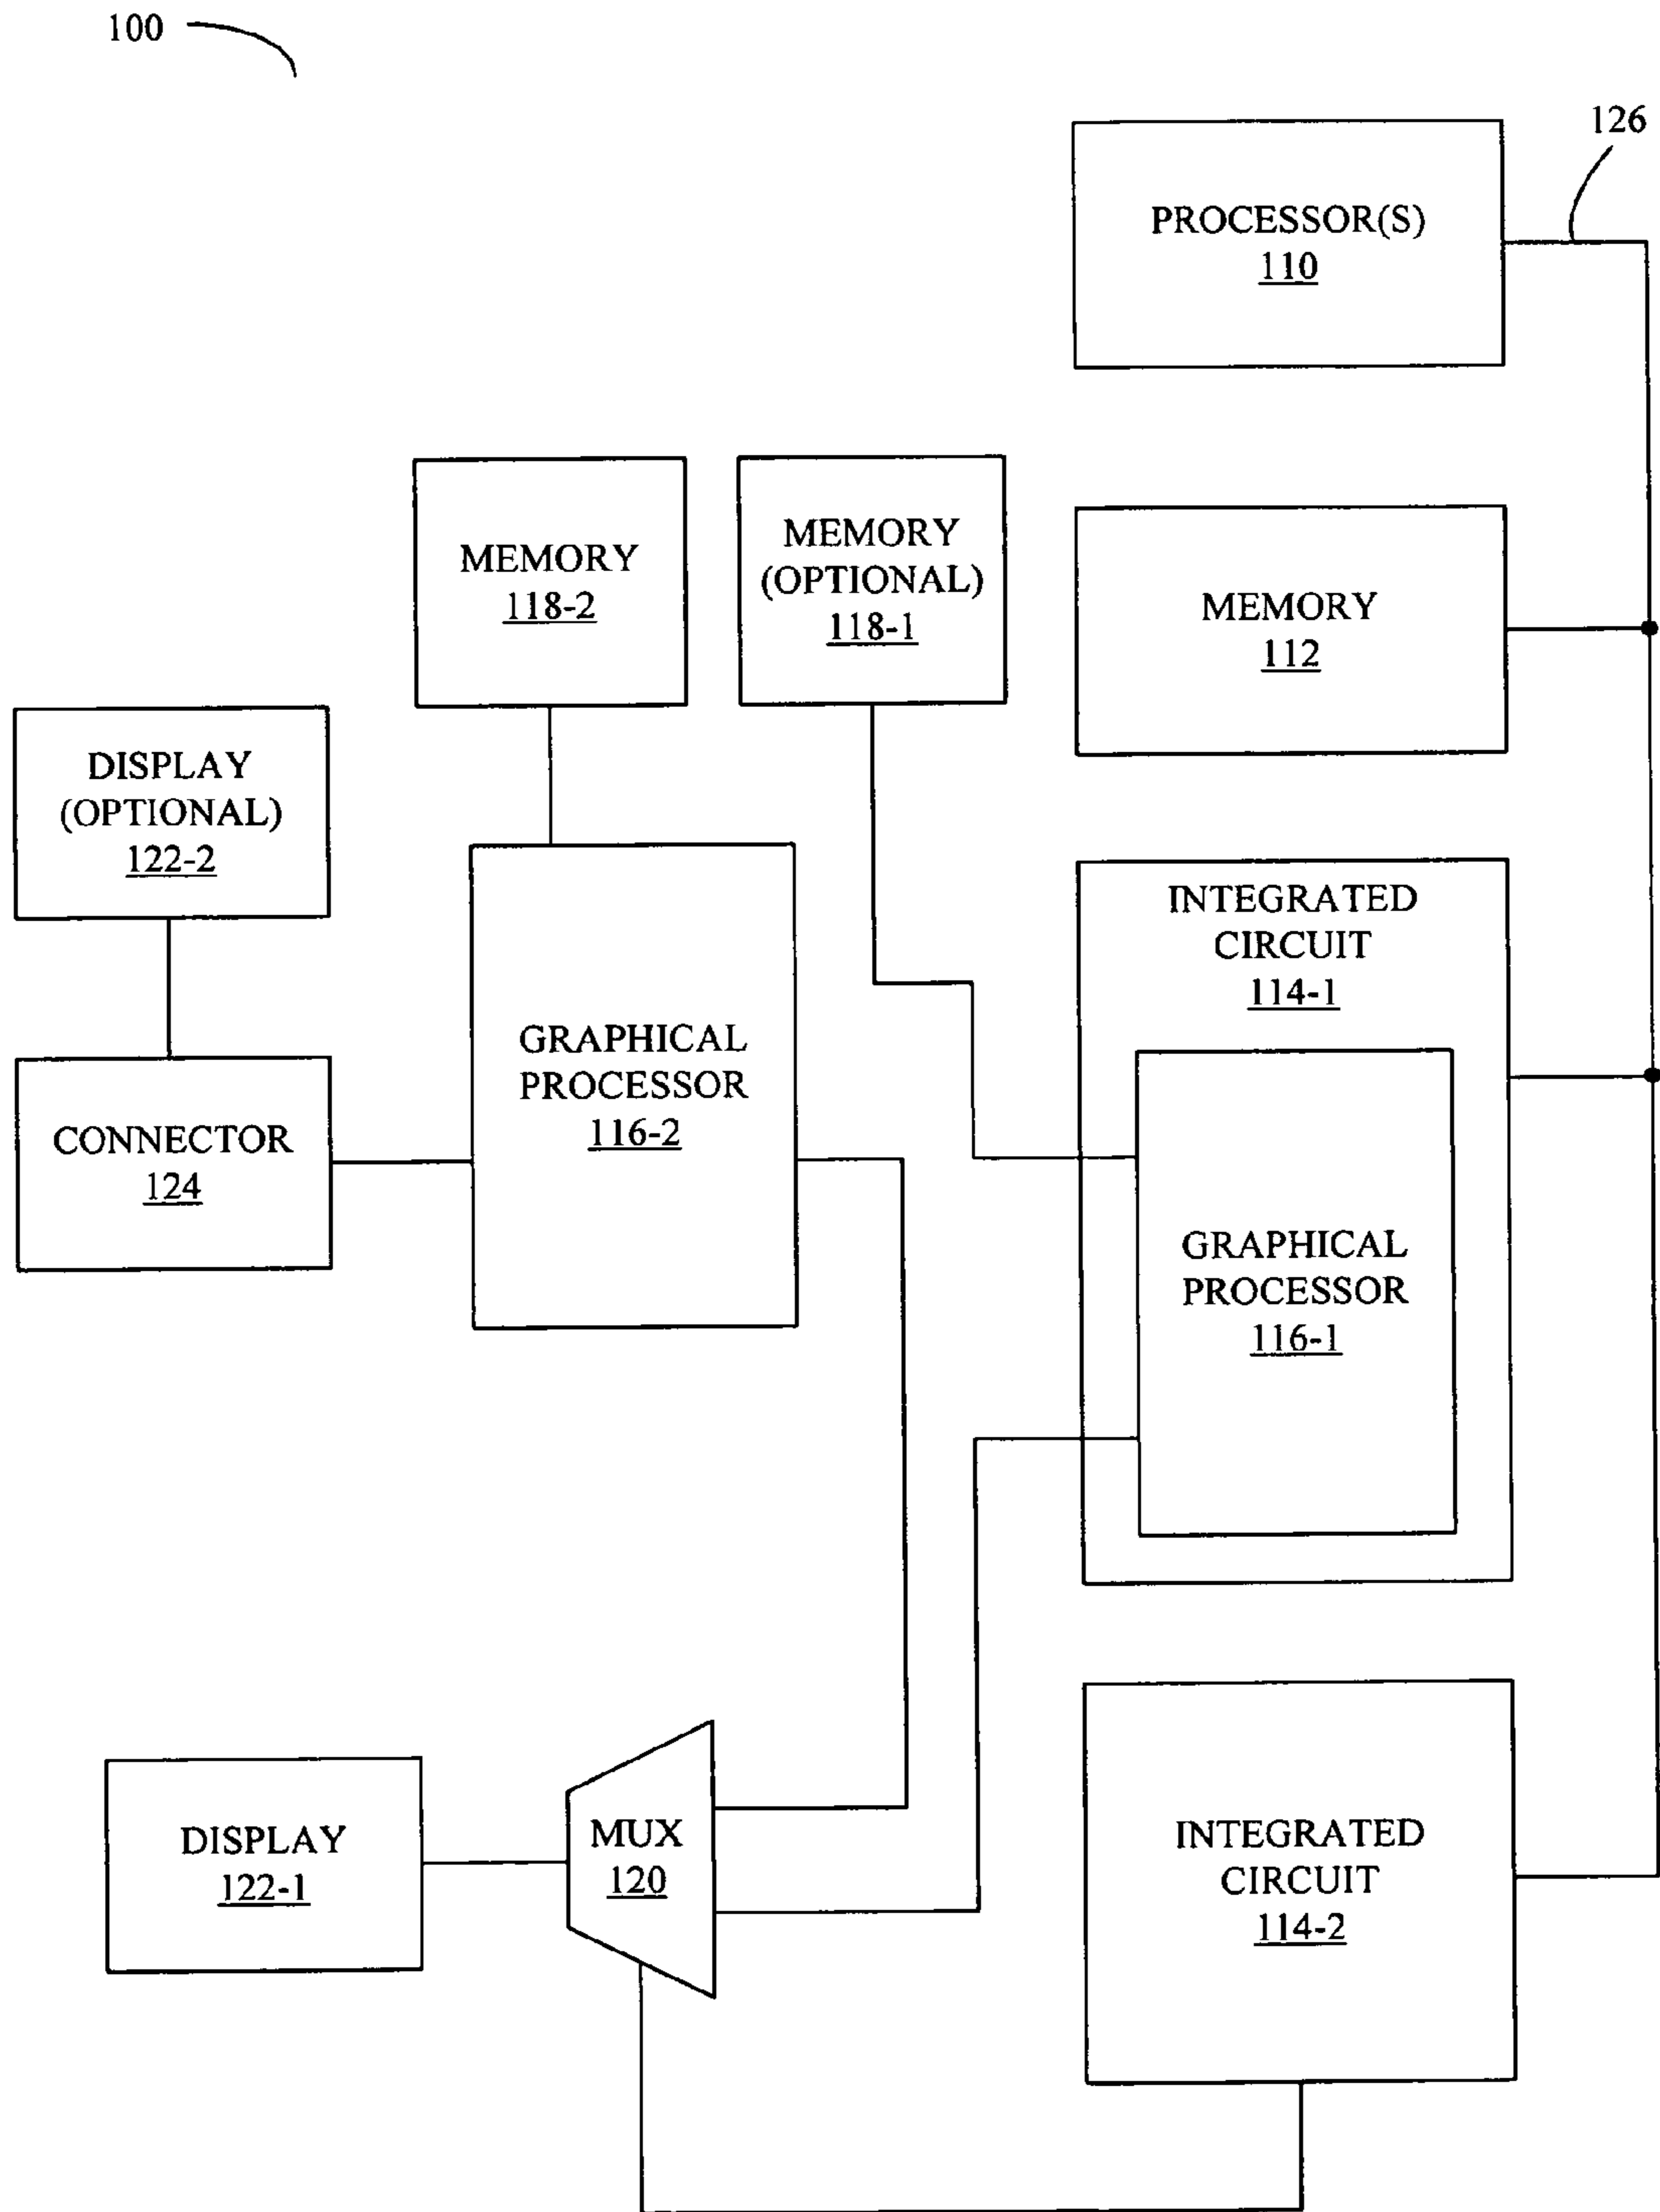 100
126
PROCESSOR(S)
110
MEMORY
118-2
MEMORY
(OPTIONAL)
118-1
MEMORY
112
DISPLAY
(OPTIONAL)
122-2
INTEGRATED
CIRCUIT
114-1
GRAPHICAL
PROCESSOR
116-2
CONNECTOR
124
GRAPHICAL
PROCESSOR
116-1
DISPLAY
122-1
MUX
120
INTEGRATED
CIRCUIT
114-2